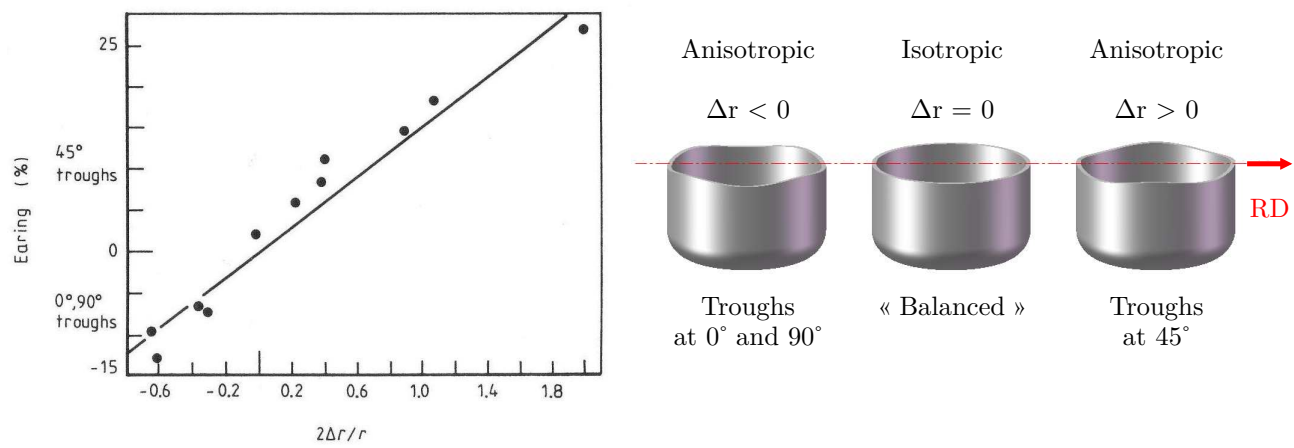 25
45°
troughs
0
0°,90°
troughs
-15
Earing (%)
-0.6
-0.2
0.2
0.6
1.0
1.4
1.8
2Δr/r
Anisotropic
Isotropic
Anisotropic
Δr < 0
Δr = 0
Δr > 0
RD
Troughs
at 0° and 90°
« Balanced »
Troughs
at 45°